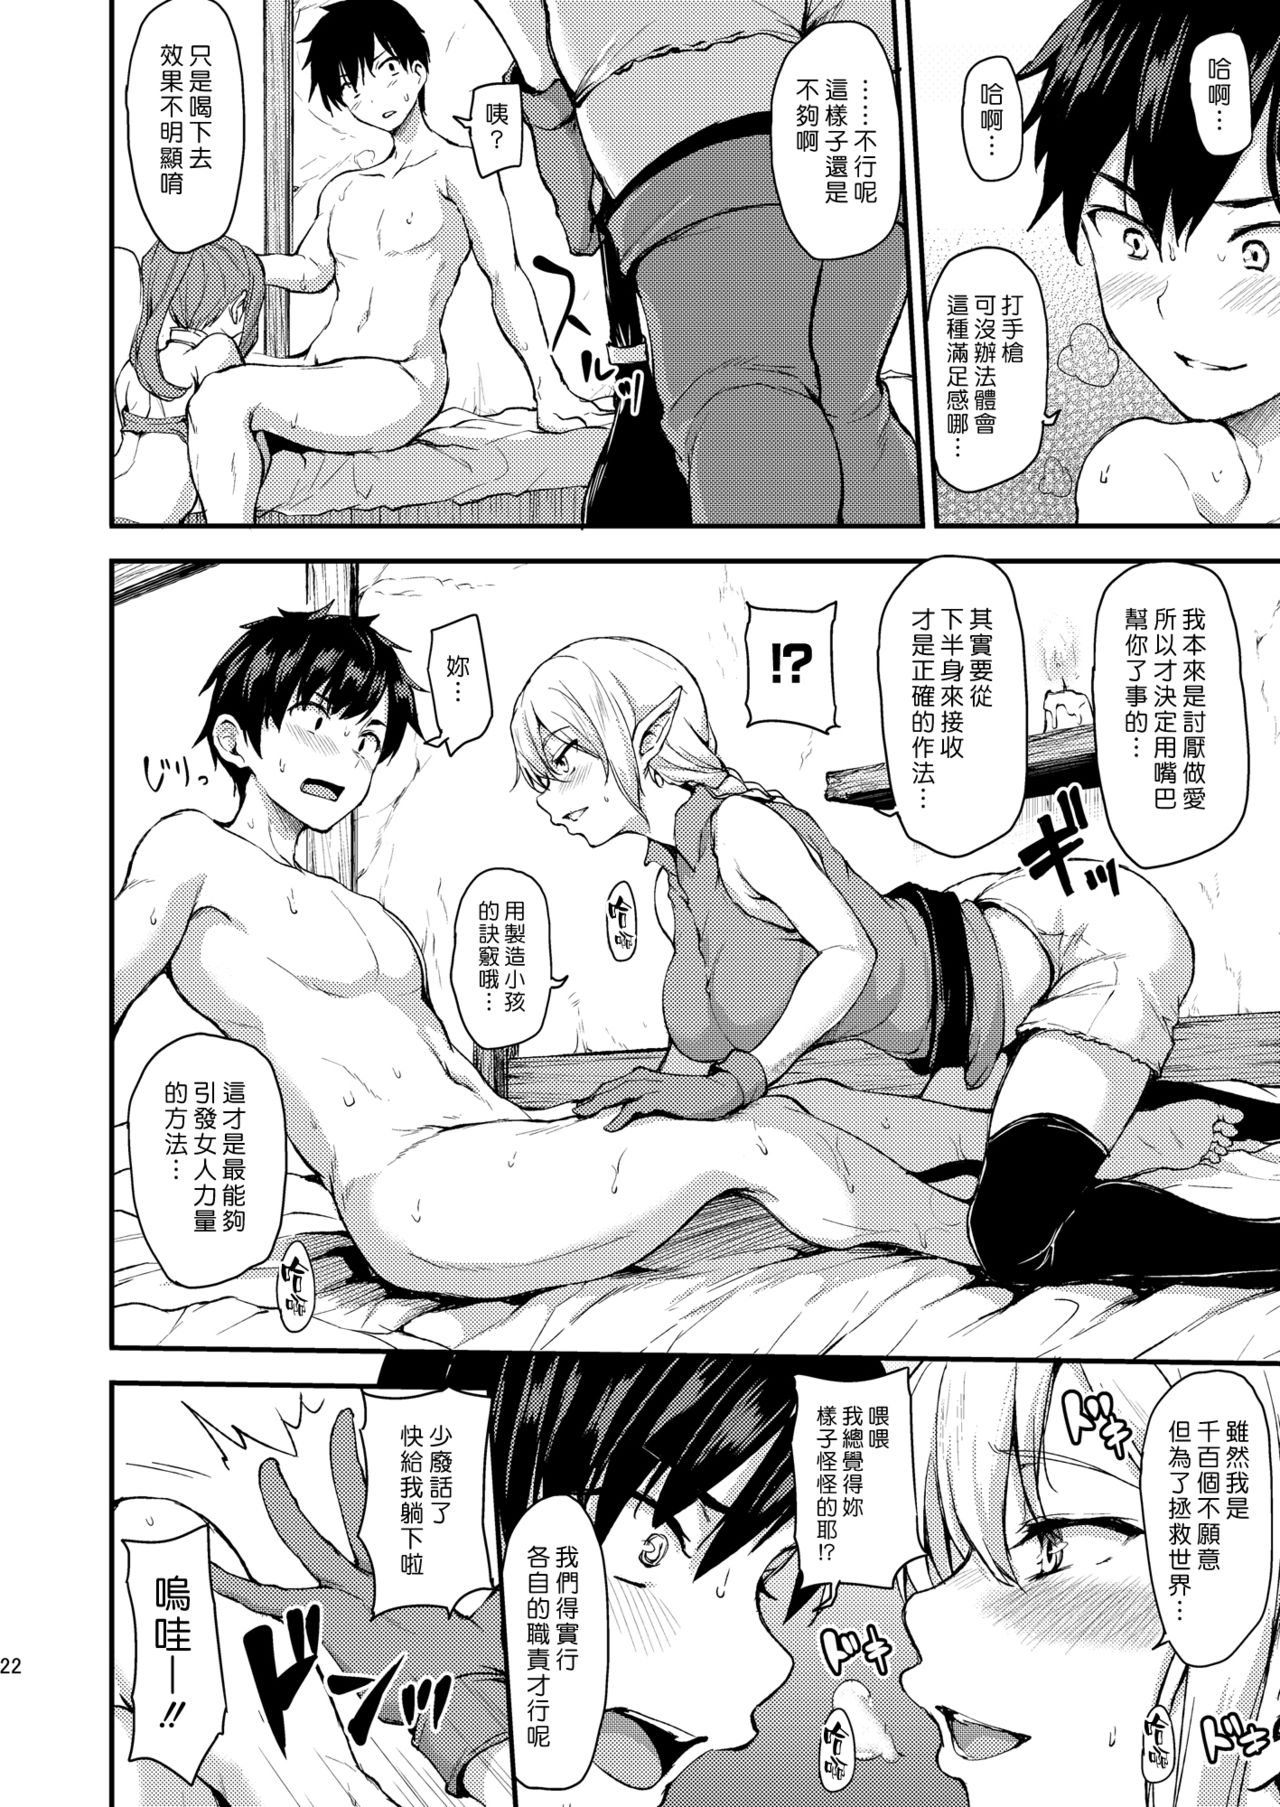 哈啊…
哈啊…
打手槍
可沒辦法體會
這種滿足感哪…
……不行呢
這樣子還是
不夠啊
咦？
只是喝下去
效果不明顯唷
ズルッ
我本來是討厭做愛
所以才決定用嘴巴
幫你了事的…
其實要從
下半身來接收
才是正確的作法…
!?
妳…
じりっ
ギッ
哈哈
用製造小孩
的訣竅哦…
這才是最能夠
引發女人力量
的方法…
哈哈
雖然我是
千百個不願意
但為了拯救世界…
ドキ
喂喂
我總覺得妳
樣子怪怪的耶!?
ドキ
ドキ
哈哈
哈哈
我們得實行
各自的職責才行呢
少廢話了
快給我躺下啦
ドンッ
嗚哇ー!!
22